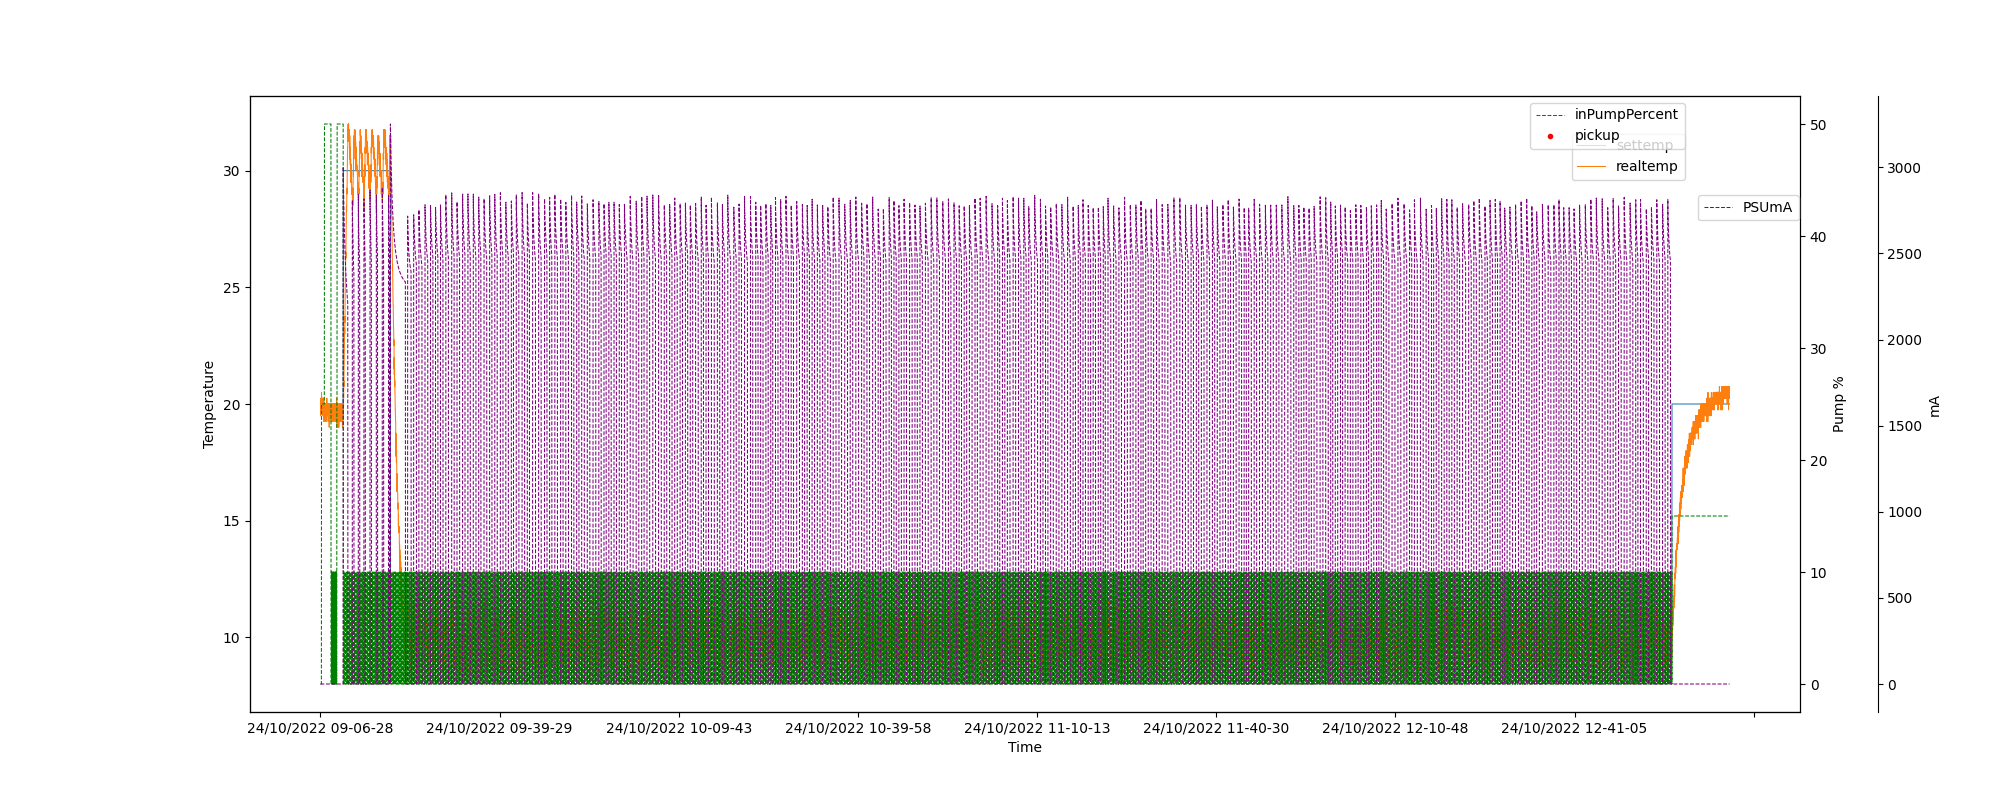 inPumpPercent
pickup
settemp
realtemp
PSUmA
30
25
20
15
10
Temperature
50
40
30
20
10
0
Pump %
3000
2500
2000
1500
1000
500
0
mA
24/10/2022 09-06-28
24/10/2022 09-39-29
24/10/2022 10-09-43
24/10/2022 10-39-58
24/10/2022 11-10-13
24/10/2022 11-40-30
24/10/2022 12-10-48
24/10/2022 12-41-05
Time